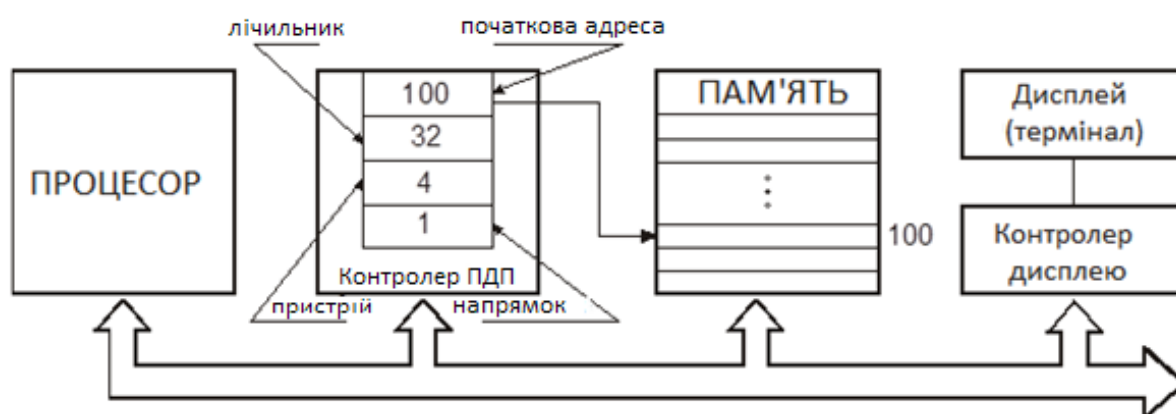 лічильник
початкова адреса
ПРОЦЕСОР
100
32
4
1
Контролер ПДП
пристрій
напрямок
ПАМ'ЯТЬ
100
Дисплей
(термінал)
Контролер
дисплею